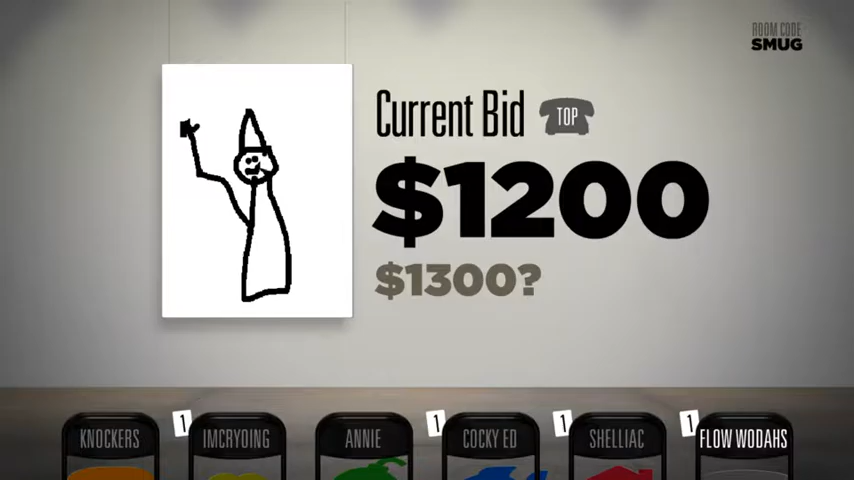 ROOM CODE
SMUG
Current Bid TOP
$1200
$1300?
1 1 1 1
KNOCKERS IMCRYOING ANNIE COCKY ED SHELLIAC FLOW WODAHS